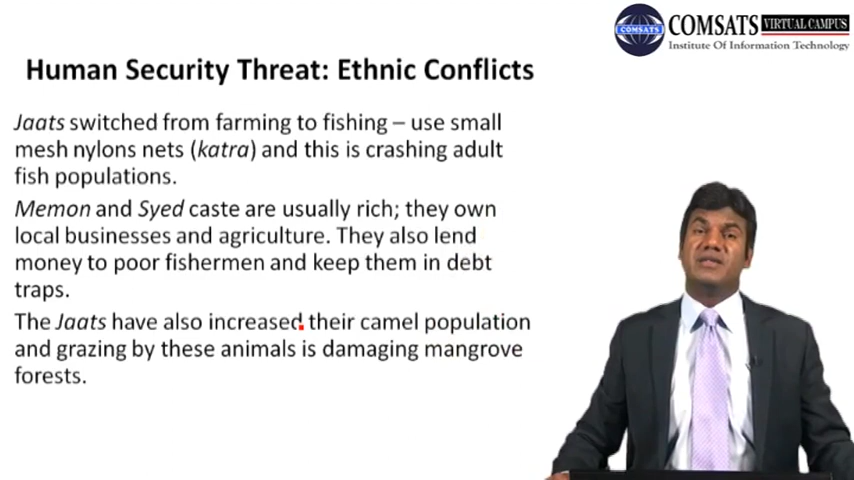 COMSATS VIRTUAL CAMPUS
COMSATS
Institute Of Information Technology
Human Security Threat: Ethnic Conflicts
Jaats switched from farming to fishing – use small
mesh nylons nets (katra) and this is crashing adult
fish populations.
Memon and Syed caste are usually rich; they own
local businesses and agriculture. They also lend
money to poor fishermen and keep them in debt
traps.
The Jaats have also increased their camel population
and grazing by these animals is damaging mangrove
forests.